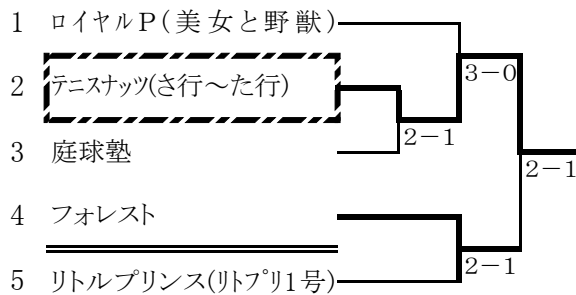 1 ロイヤルP(美女と野獣)
3-0
2 テニスナッツ(さ行～た行)
2-1
3 庭球塾
2-1
4 フォレスト
2-1
5 リトルプリンス(リトプリ1号)